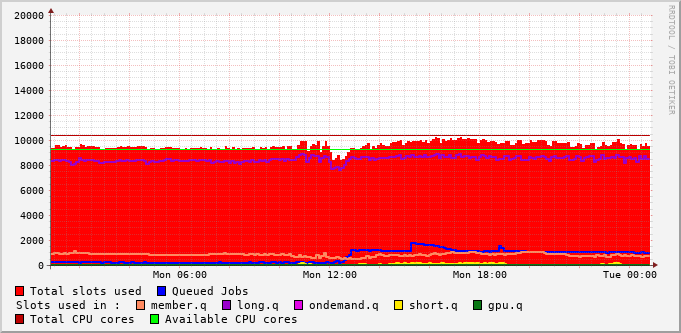 RRDTOOL / TOBI OETIKER
20000
18000
16000
14000
12000
10000
8000
6000
4000
2000
0
Mon 06:00 Mon 12:00 Mon 18:00 Tue 00:00
Total slots used Queued Jobs
Slots used in : member.q long.q ondemand.q short.q gpu.q
Total CPU cores Available CPU cores